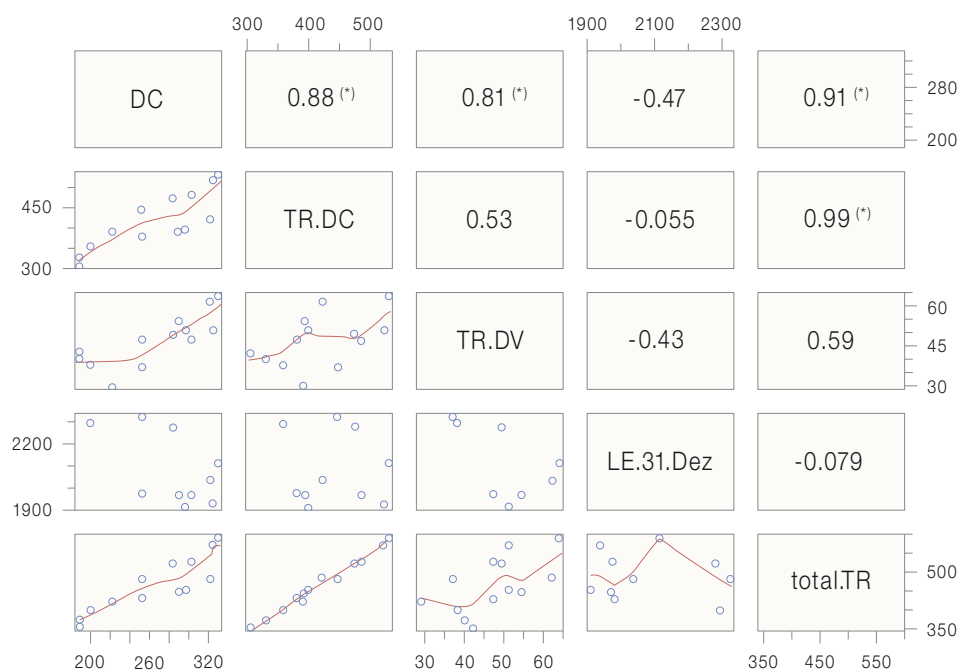 300 400 500 1900 2100 2300
DC 0.88 (*) 0.81 (*) -0.47 0.91 (*)
280
200
450
300
TR.DC 0.53 -0.055 0.99 (*)
TR.DV -0.43 0.59
60
45
30
2200
1900
LE.31.Dez -0.079
total.TR
500
350
200 260 320 30 40 50 60 350 450 550